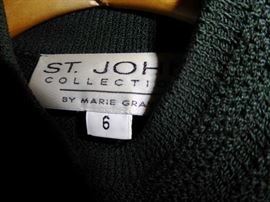 ST. JOH
COLLECTI
BY MARIE GRA
6